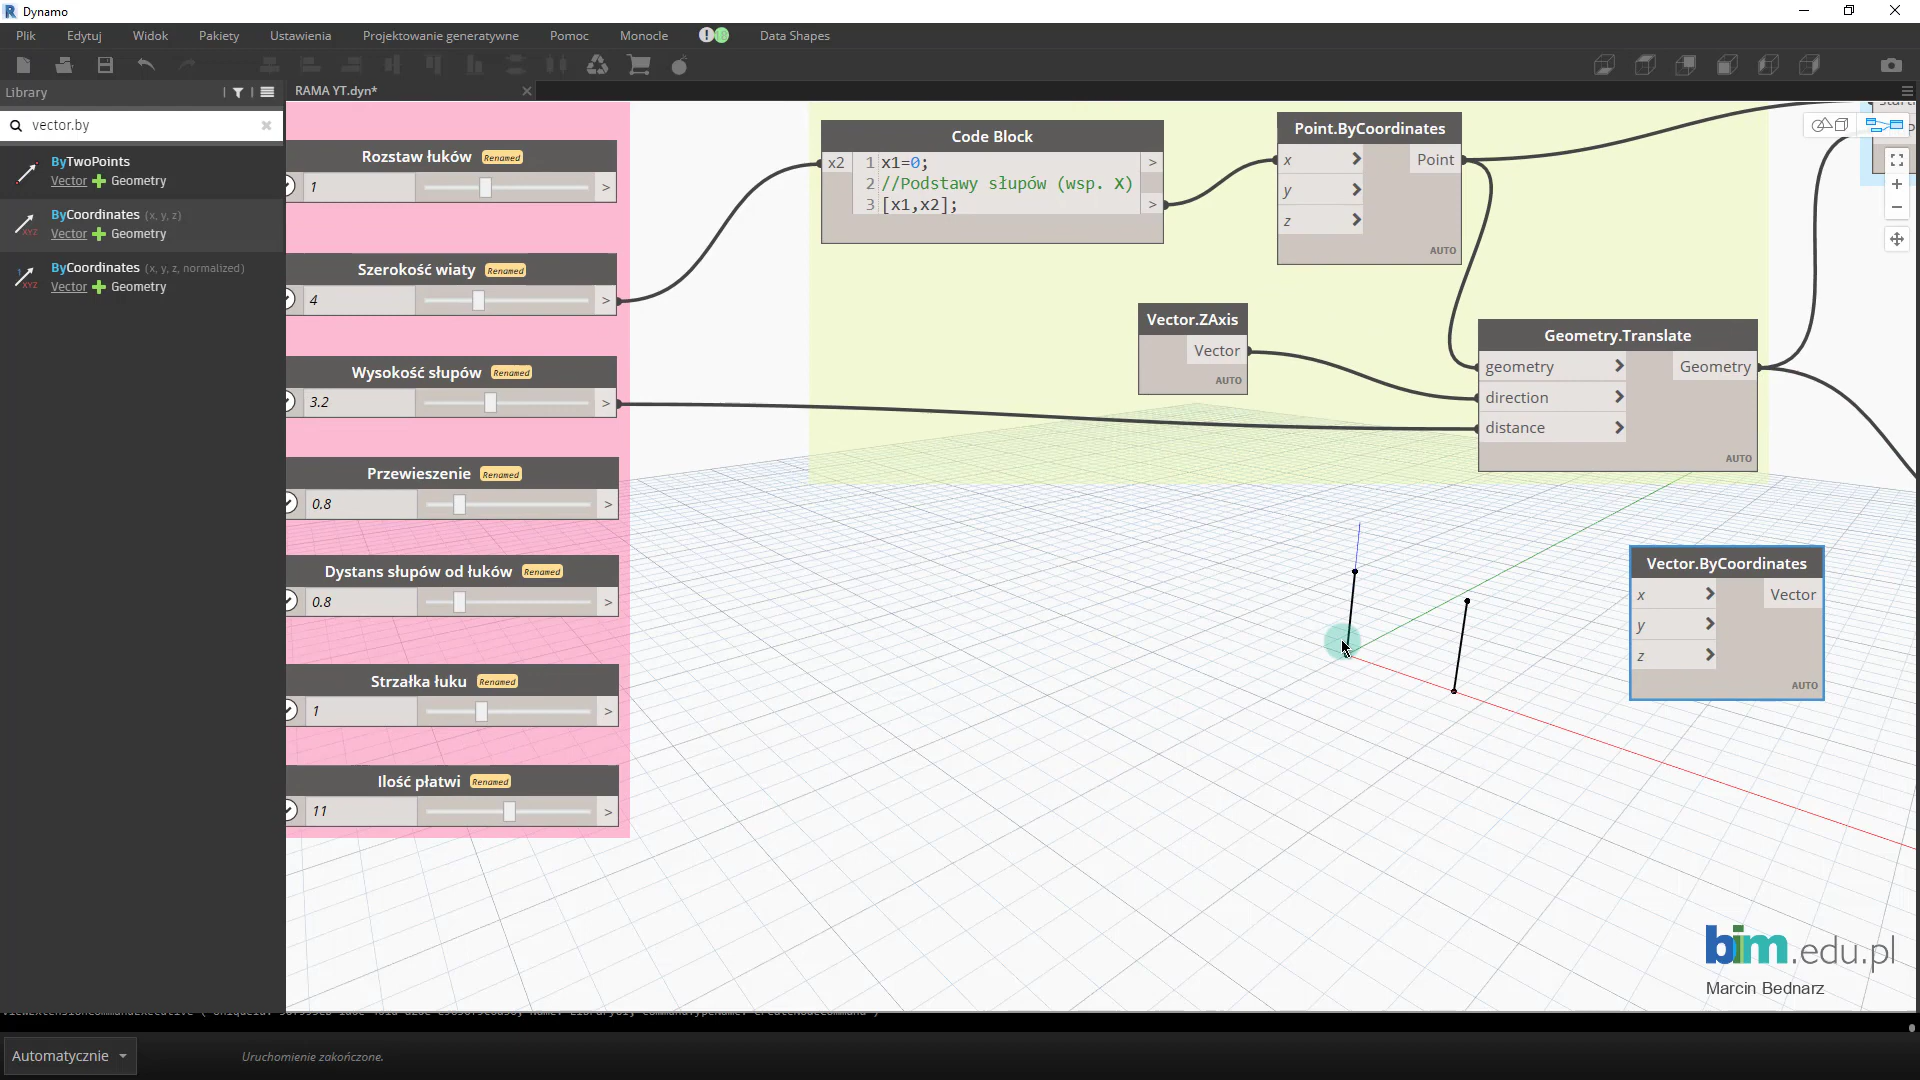 Dynamo
Plik Edytuj Widok Pakiety Ustawienia Projektowanie generatywne Pomoc Monocle Data Shapes
Library
RAMA YT.dyn*
vector.by
ByTwoPoints
Vector Geometry
ByCoordinates (x, y, z)
Vector Geometry
ByCoordinates (x, y, z, normalized)
Vector Geometry
Rozstaw łuków Renamed
1 >
Szerokość wiaty Renamed
4 >
Wysokość słupów Renamed
3.2 >
Przewieszenie Renamed
0.8 >
Dystans słupów od łuków Renamed
0.8 >
Strzałka łuku Renamed
1 >
Ilość płatwi Renamed
11 >
Code Block
x2 1 x1=0; >
2 //Podstawy słupów (wsp. X)
3 [x1,x2]; >
Point.ByCoordinates
x > Point
y >
z >
AUTO
Vector.ZAxis
Vector
AUTO
Geometry.Translate
geometry > Geometry
direction >
distance >
AUTO
Vector.ByCoordinates
x > Vector
y >
z >
AUTO
bim.edu.pl
Marcin Bednarz
Automatycznie
Uruchomienie zakończone.